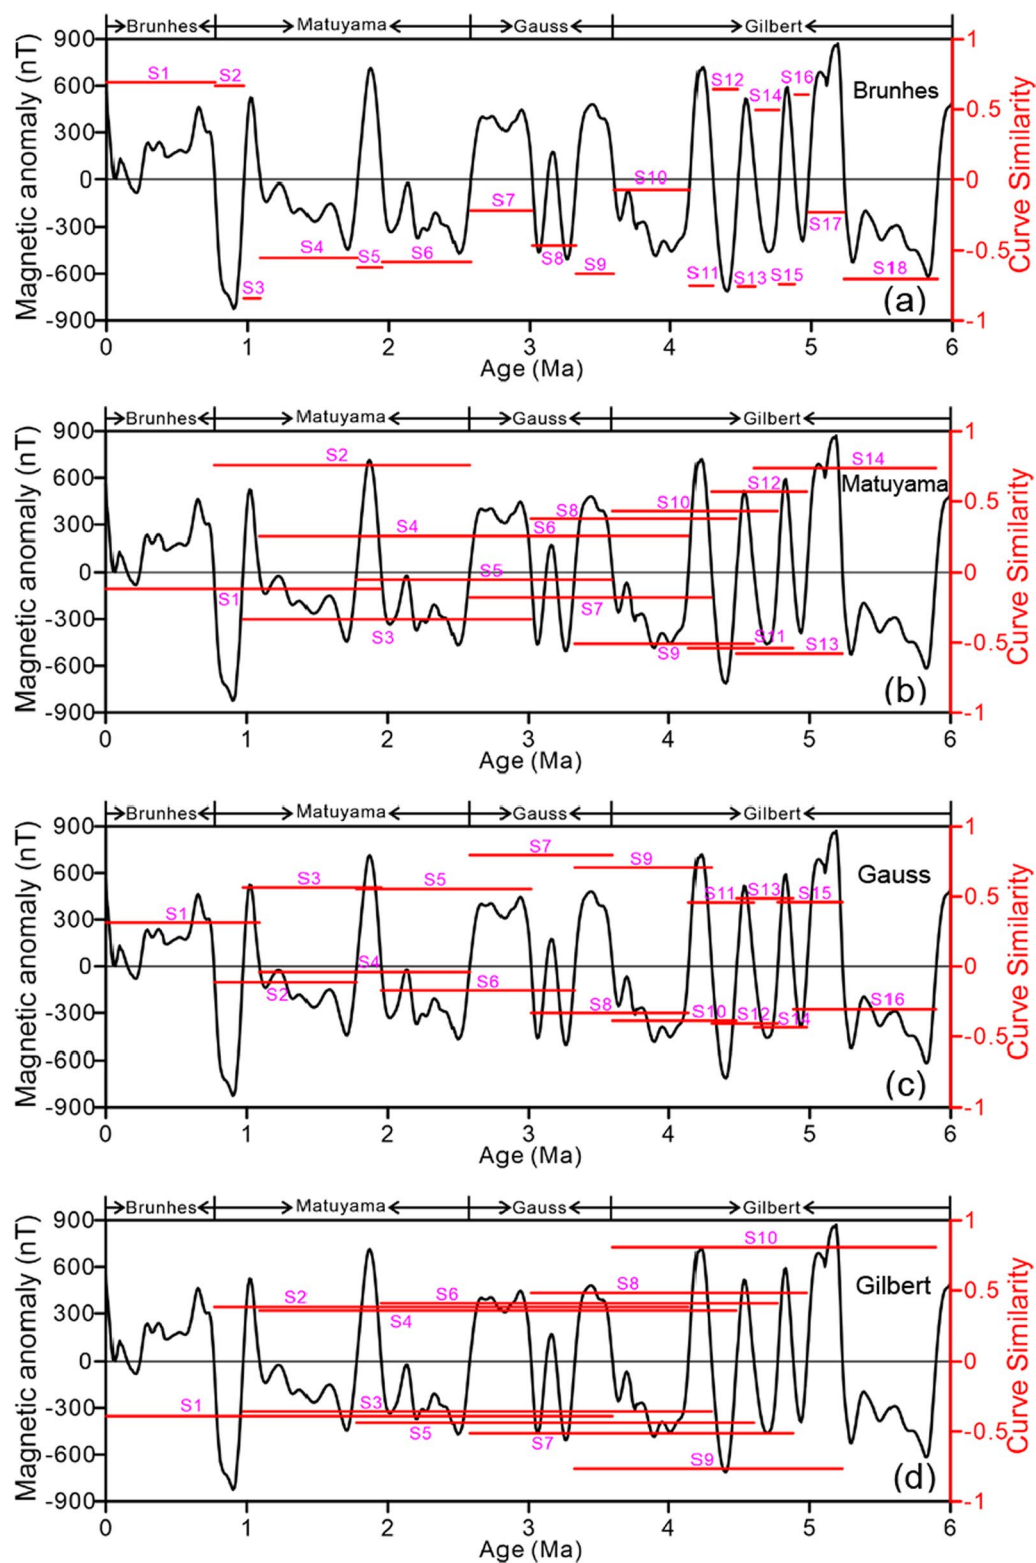 Brunhes Matuyama Gauss Gilbert
900 600 300 0 -300 -600 -900
Magnetic anomaly (nT)
S1 S2 S3 S4 S5 S6 S7 S8 S9 S10 S11 S12 S13 S14 S15 S16 S17 S18
Brunhes
(a)
1 0.5 0 -0.5 -1
Curve Similarity
0 1 2 3 4 5 6
Age (Ma)
Brunhes Matuyama Gauss Gilbert
900 600 300 0 -300 -600 -900
Magnetic anomaly (nT)
S1 S2 S3 S4 S5 S6 S7 S8 S9 S10 S11 S12 S13 S14
Matuyama
(b)
1 0.5 0 -0.5 -1
Curve Similarity
0 1 2 3 4 5 6
Age (Ma)
Brunhes Matuyama Gauss Gilbert
900 600 300 0 -300 -600 -900
Magnetic anomaly (nT)
S1 S2 S3 S4 S5 S6 S7 S8 S9 S10 S11 S12 S13 S14 S15 S16
Gauss
(c)
1 0.5 0 -0.5 -1
Curve Similarity
0 1 2 3 4 5 6
Age (Ma)
Brunhes Matuyama Gauss Gilbert
900 600 300 0 -300 -600 -900
Magnetic anomaly (nT)
S1 S2 S3 S4 S5 S6 S7 S8 S9 S10
Gilbert
(d)
1 0.5 0 -0.5 -1
Curve Similarity
0 1 2 3 4 5 6
Age (Ma)